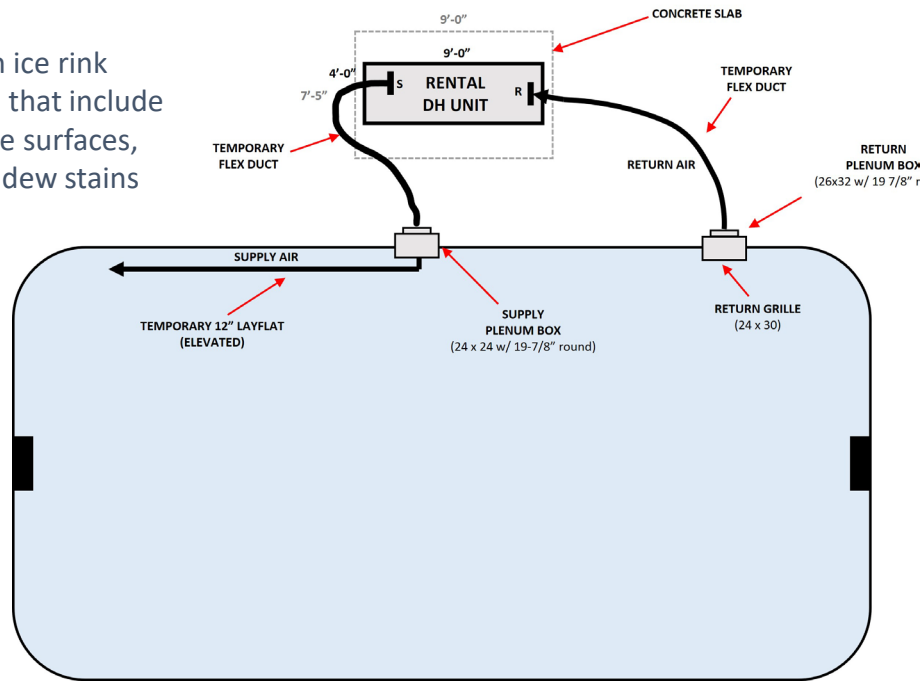 ice rink
that include
surfaces,
stains
9'-0”
CONCRETE SLAB
9'-0”
4'-0”
7'-5”
S
RENTAL
DH UNIT
R
TEMPORARY
FLEX DUCT
TEMPORARY
FLEX DUCT
RETURN AIR
RETURN
PLENUM BOX
(26x32 w/ 19 7/8”
SUPPLY AIR
TEMPORARY 12” LAYFLAT
(ELEVATED)
SUPPLY
PLENUM BOX
(24 x 24 w/ 19-7/8” round)
RETURN GRILLE
(24 x 30)